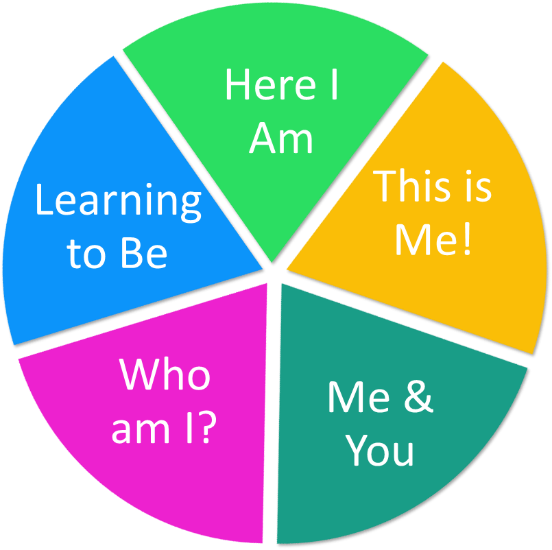 Here I
Am
This is
Me!
Me &
You
Who
am I?
Learning
to Be